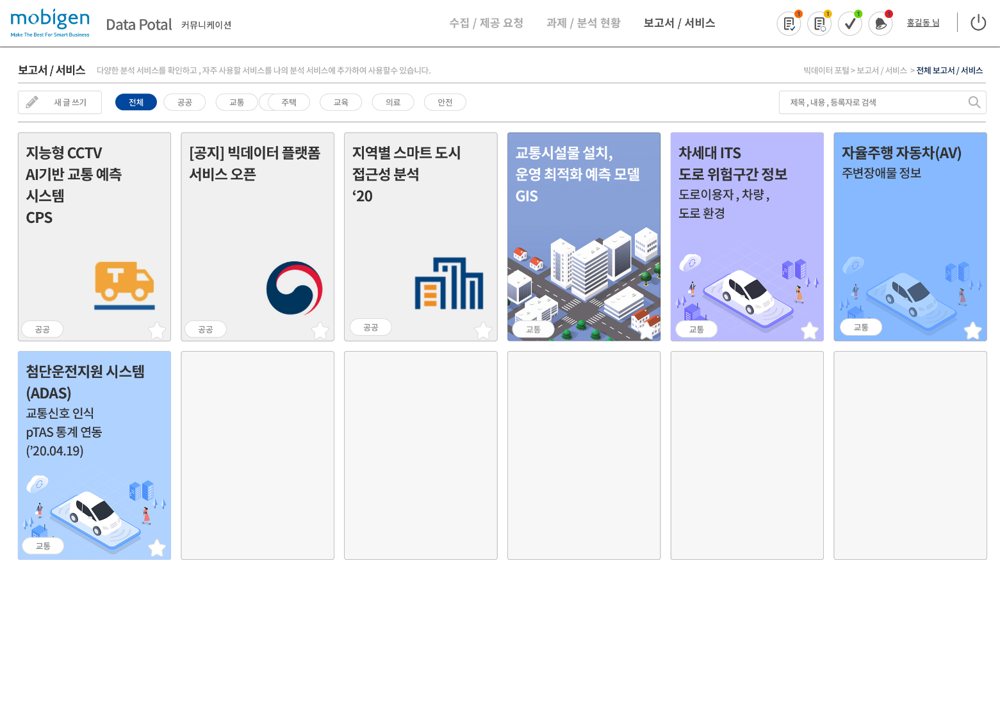 mobigen
Make The Best For Smart Business
Data Potal 커뮤니케이션
수집 / 제공 요청 과제 / 분석 현황 보고서 / 서비스
1 1 1 1
홍길동 님
보고서 / 서비스 다양한 분석 서비스를 확인하고 , 자주 사용할 서비스를 나의 분석 서비스에 추가하여 사용할수 있습니다.
빅데이터 포털 > 보고서 / 서비스 > 전체 보고서 / 서비스
새 글 쓰기 전체 공공 교통 주택 교육 의료 안전
제목 , 내용 , 등록자로 검색
지능형 CCTV
AI기반 교통 예측
시스템
CPS
T
공공
[공지] 빅데이터 플랫폼
서비스 오픈
공공
지역별 스마트 도시
접근성 분석
‘20
공공
교통시설물 설치,
운영 최적화 예측 모델
GIS
교통
차세대 ITS
도로 위험구간 정보
도로이용자 , 차량 ,
도로 환경
교통
자율주행 자동차(AV)
주변장애물 정보
교통
첨단운전지원 시스템
(ADAS)
교통신호 인식
pTAS 통계 연동
(’20.04.19)
교통